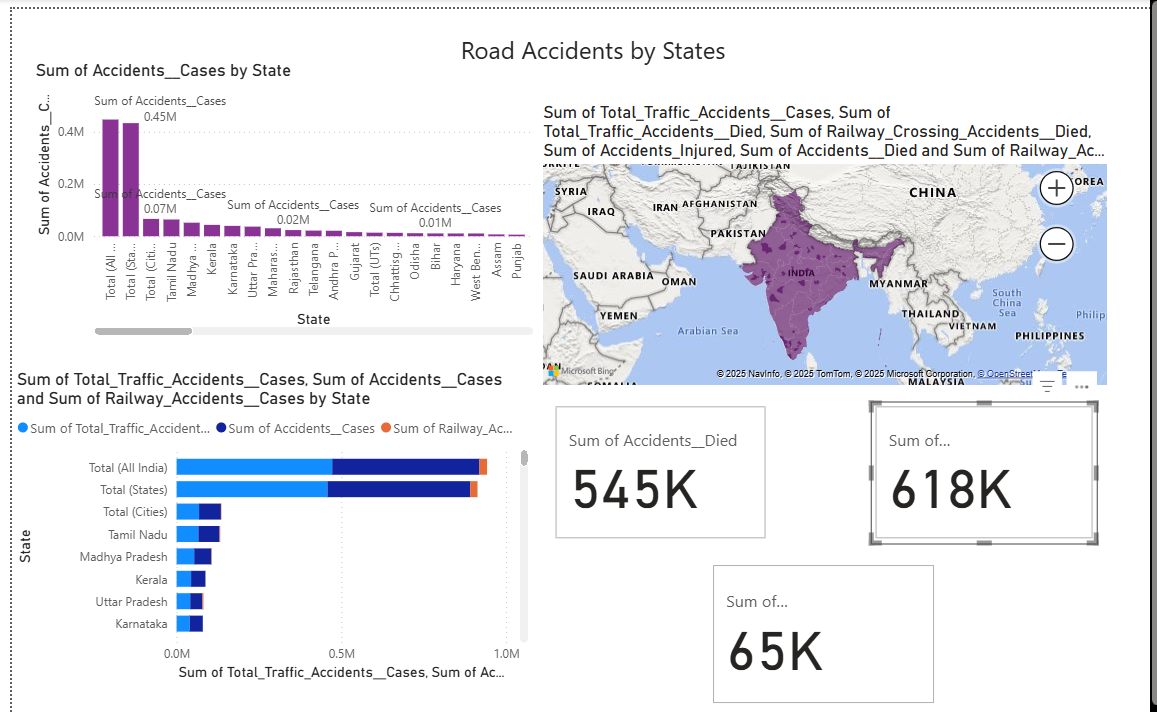 Road Accidents by States
Sum of Accidents__Cases by State
Sum of Accidents__C...
0.4M
0.2M
0.0M
Sum of Accidents__Cases
0.45M
Sum of Accidents__Cases
0.07M
Sum of Accidents__Cases
0.02M
Sum of Accidents__Cases
0.01M
Total (All ...
Total (Sta...
Total (Citi...
Tamil Nadu
Madhya ...
Kerala
Karnataka
Uttar Pra...
Maharas...
Rajasthan
Telangana
Andhra P...
Gujarat
Total (UTs)
Chhattisg...
Odisha
Bihar
Haryana
West Ben...
Assam
Punjab
State
Sum of Total_Traffic_Accidents__Cases, Sum of
Total_Traffic_Accidents__Died, Sum of Railway_Crossing_Accidents__Died,
Sum of Accidents_Injured, Sum of Accidents__Died and Sum of Railway_Ac...
TAJIKISTAN
SYRIA
CHINA
IRAQ
IRAN
AFGHANISTAN
PAKISTAN
INDIA
SAUDI ARABIA
OMAN
MYANMAR
YEMEN
South
China
Sea
THAILAND
VIETNAM
Arabian Sea
PHILIPPINES
Philip
Microsoft Bing
© 2025 NavInfo, © 2025 TomTom, © 2025 Microsoft Corporation, © OpenStreet
MALAYSIA
Sum of Total_Traffic_Accidents__Cases, Sum of Accidents__Cases
and Sum of Railway_Accidents__Cases by State
Sum of Total_Traffic_Accident...
Sum of Accidents__Cases
Sum of Railway_Ac...
State
Total (All India)
Total (States)
Total (Cities)
Tamil Nadu
Madhya Pradesh
Kerala
Uttar Pradesh
Karnataka
0.0M
0.5M
1.0M
Sum of Total_Traffic_Accidents__Cases, Sum of Ac...
Sum of Accidents__Died
545K
Sum of...
618K
Sum of...
65K